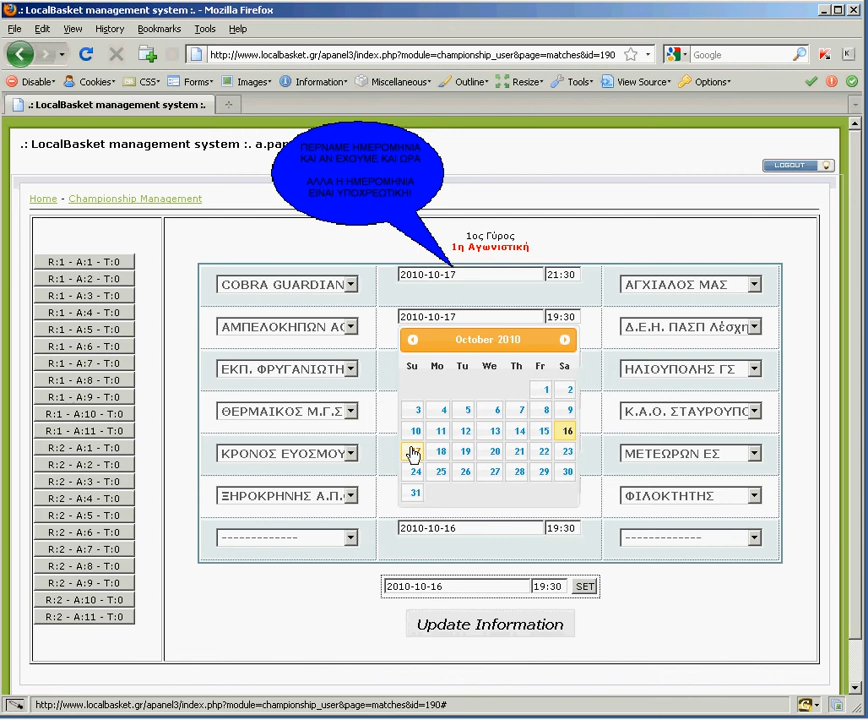 .: LocalBasket management system :. - Mozilla Firefox
File Edit View History Bookmarks Tools Help
http://www.localbasket.gr/apanel3/index.php?module=championship_user&page=matches&id=190
Google
Disable Cookies CSS Forms Images Information Miscellaneous Outline Resize Tools View Source Options
.: LocalBasket management system :.
.: LocalBasket management system :.
ΠΕΡΝΑΜΕ ΗΜΕΡΟΜΗΝΙΑ
ΚΑΙ ΑΝ ΕΧΟΥΜΕ ΚΑΙ ΩΡΑ
ΑΛΛΑ Η ΗΜΕΡΟΜΗΝΙΑ
ΕΙΝΑΙ ΥΠΟΧΡΕΩΤΙΚΗ!
LOGOUT
Home - Championship Management
1ος Γύρος
1η Αγωνιστική
R:1 - A:1 - T:0
R:1 - A:2 - T:0
R:1 - A:3 - T:0
R:1 - A:4 - T:0
R:1 - A:5 - T:0
R:1 - A:6 - T:0
R:1 - A:7 - T:0
R:1 - A:8 - T:0
R:1 - A:9 - T:0
R:1 - A:10 - T:0
R:1 - A:11 - T:0
R:2 - A:1 - T:0
R:2 - A:2 - T:0
R:2 - A:3 - T:0
R:2 - A:4 - T:0
R:2 - A:5 - T:0
R:2 - A:6 - T:0
R:2 - A:7 - T:0
R:2 - A:8 - T:0
R:2 - A:9 - T:0
R:2 - A:10 - T:0
R:2 - A:11 - T:0
COBRA GUARDIAN 2010-10-17 21:30 ΑΓΧΙΑΛΟΣ ΜΑΣ
ΑΜΠΕΛΟΚΗΠΩΝ ΑΟ 2010-10-17 19:30 Δ.Ε.Η. ΠΑΣΠ Λέσχη
ΕΚΠ. ΦΡΥΓΑΝΙΩΤΗ ΗΛΙΟΥΠΟΛΗΣ ΓΣ
ΘΕΡΜΑΙΚΟΣ Μ.Γ.Σ Κ.Α.Ο. ΣΤΑΥΡΟΥΠΟ
ΚΡΟΝΟΣ ΕΥΟΣΜΟΥ ΜΕΤΕΩΡΩΝ ΕΣ
ΞΗΡΟΚΡΗΝΗΣ Α.Π. ΦΙΛΟΚΤΗΤΗΣ
October 2010
Su Mo Tu We Th Fr Sa
1 2
3 4 5 6 7 8 9
10 11 12 13 14 15 16
18 19 20 21 22 23
24 25 26 27 28 29 30
31
------------- 2010-10-16 19:30 -------------
2010-10-16 19:30 SET
Update Information
http://www.localbasket.gr/apanel3/index.php?module=championship_user&page=matches&id=190#